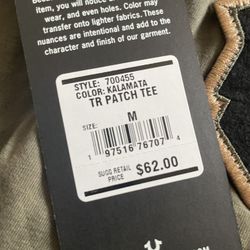 item, you will notice
wear, and even holes. Color may
transfer onto lighter fabrics. These
nuances are intentional and add to the
character and finish of our garment.
STYLE: 700455
COLOR: KALAMATA
TR PATCH TEE
SIZE:
M
1 97516 76707 4
SUGG RETAIL
PRICE
$62.00